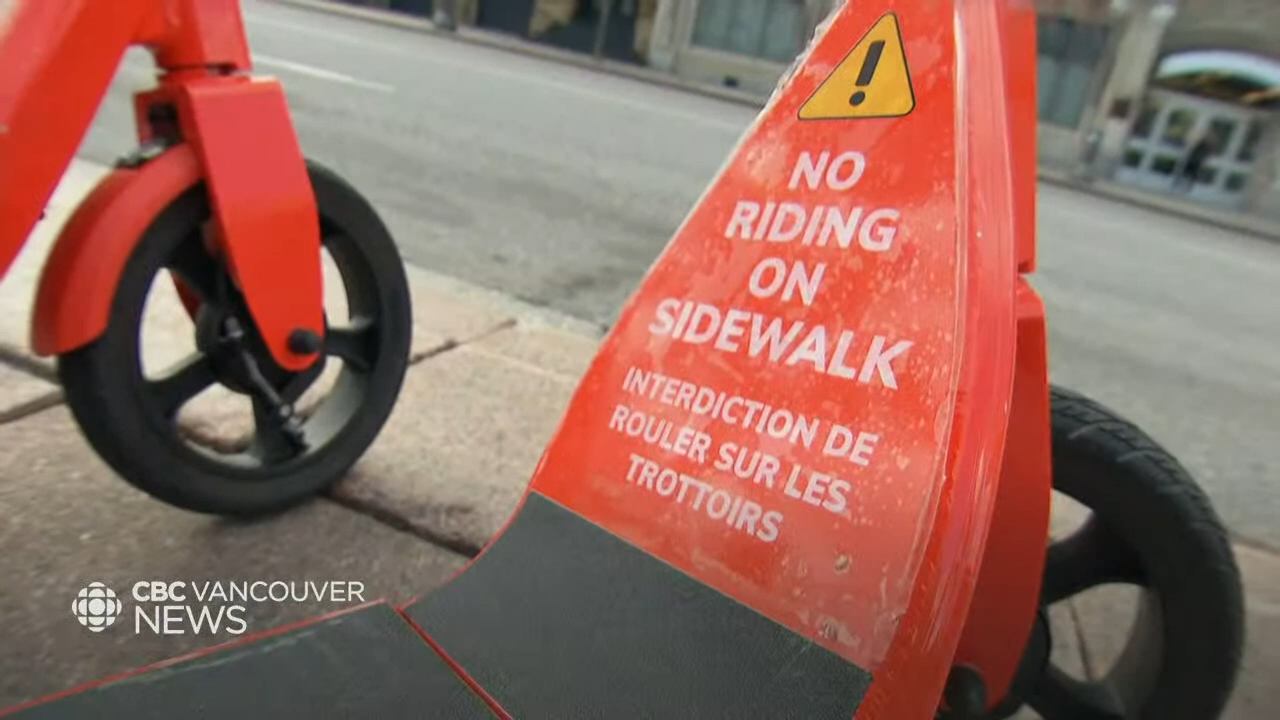 NO
RIDING
ON
SIDEWALK
INTERDICTION DE
ROULER SUR LES
TROTTOIRS
CBC VANCOUVER
NEWS